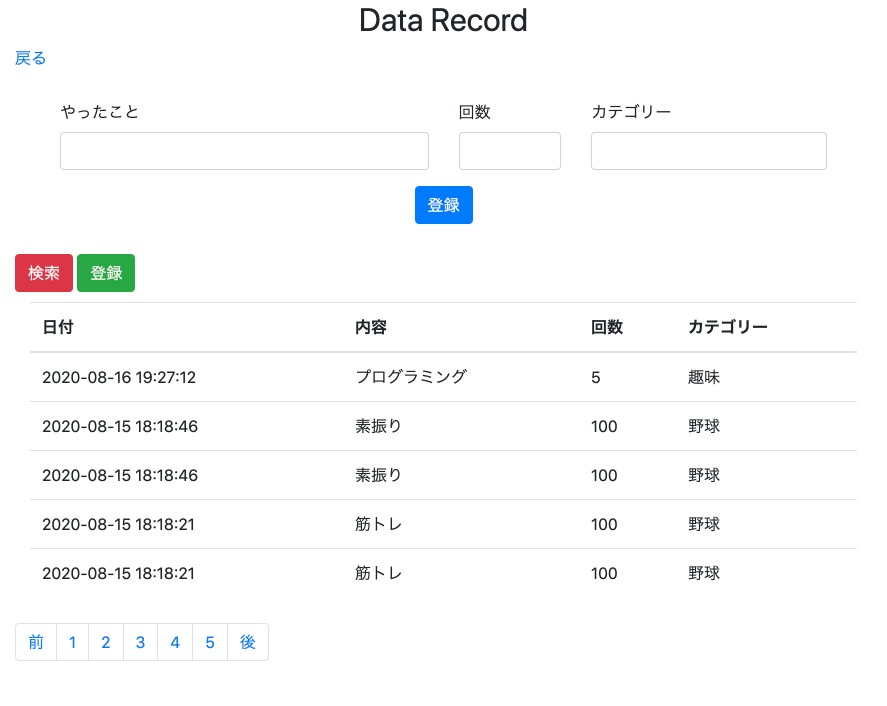 Data Record
戻る
やったこと 回数 カテゴリー
登録
検索 登録
日付 内容 回数 カテゴリー
2020-08-16 19:27:12 プログラミング 5 趣味
2020-08-15 18:18:46 素振り 100 野球
2020-08-15 18:18:46 素振り 100 野球
2020-08-15 18:18:21 筋トレ 100 野球
2020-08-15 18:18:21 筋トレ 100 野球
前 1 2 3 4 5 後